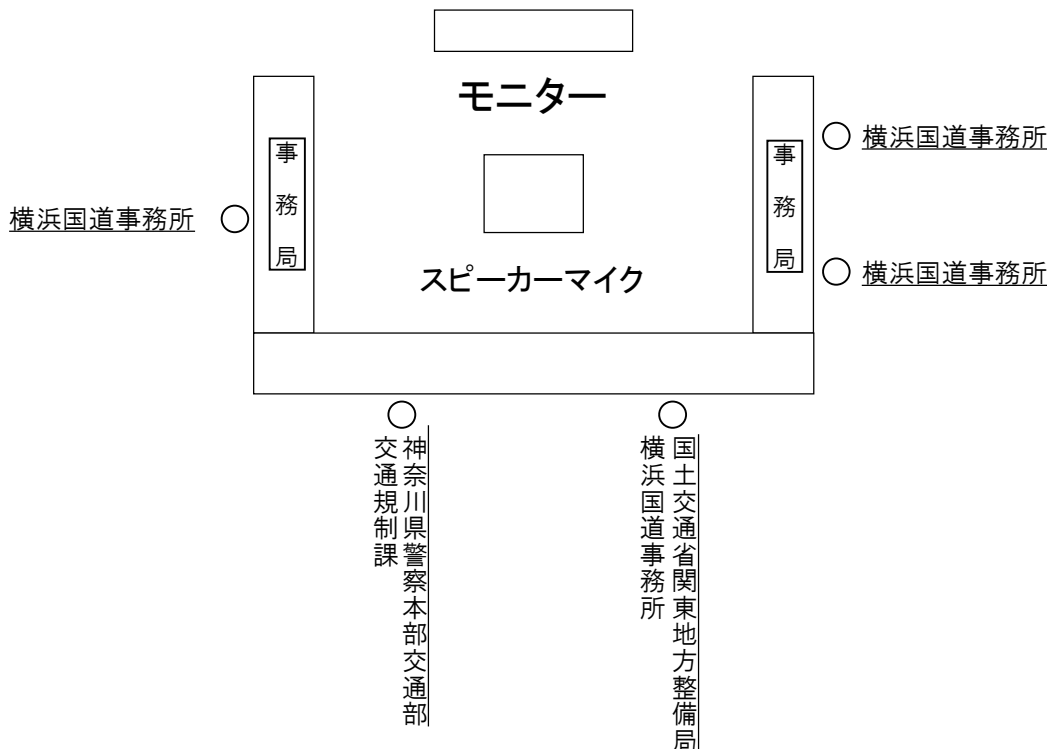 モニター
事務局
事務局
横浜国道事務所
横浜国道事務所
横浜国道事務所
スピーカーマイク
神奈川県警察本部交通部
交通規制課
国土交通省関東地方整備局
横浜国道事務所